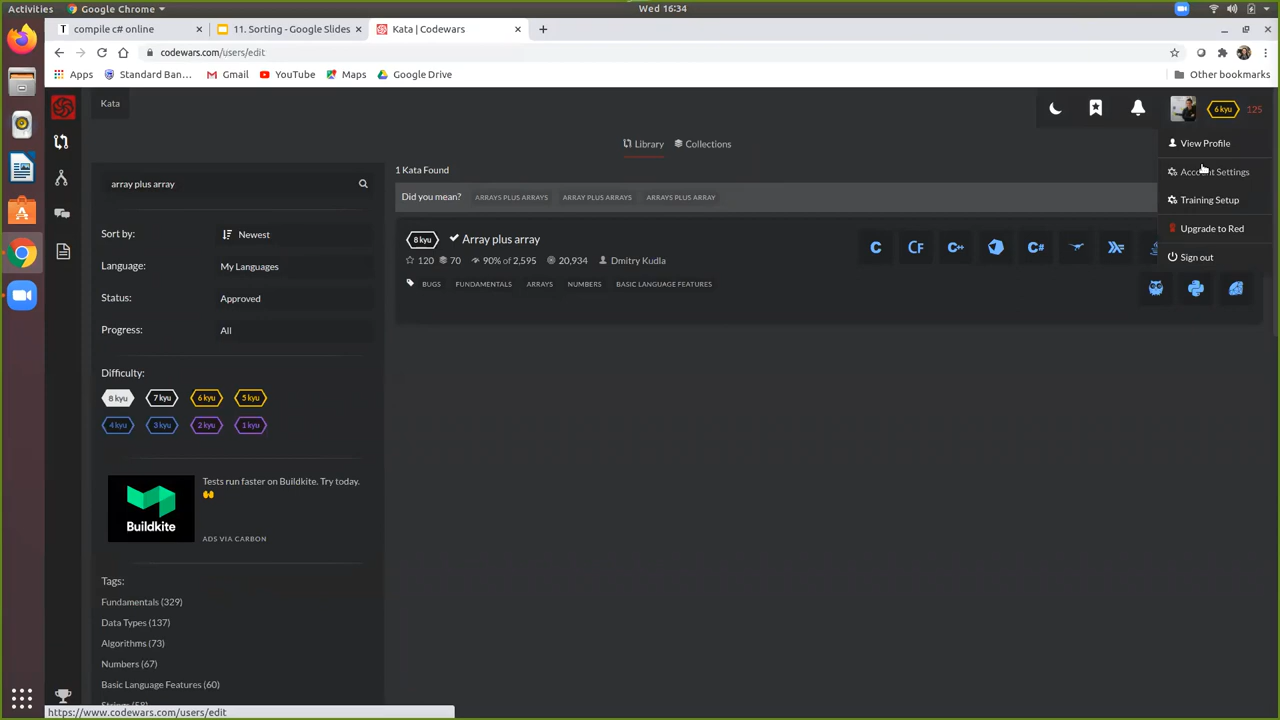 Activities
Google Chrome
Wed 16:34
compile c# online
11. Sorting - Google Slides
Kata | Codewars
codewars.com/users/edit
Apps
Standard Ban...
Gmail
YouTube
Maps
Google Drive
Other bookmarks
Kata
6 kyu
125
Library
Collections
View Profile
Account Settings
Training Setup
Upgrade to Red
Sign out
array plus array
1 Kata Found
Did you mean?
ARRAYS PLUS ARRAYS
ARRAY PLUS ARRAYS
ARRAYS PLUS ARRAY
Sort by:
Newest
Language:
My Languages
Status:
Approved
Progress:
All
8 kyu
Array plus array
120
70
90% of 2,595
20,934
Dmitry Kudla
BUGS
FUNDAMENTALS
ARRAYS
NUMBERS
BASIC LANGUAGE FEATURES
C
CF
C++
C#
Difficulty:
8 kyu
7 kyu
6 kyu
5 kyu
4 kyu
3 kyu
2 kyu
1 kyu
Buildkite
Tests run faster on Buildkite. Try today.
ADS VIA CARBON
Tags:
Fundamentals (329)
Data Types (137)
Algorithms (73)
Numbers (67)
Basic Language Features (60)
https://www.codewars.com/users/edit